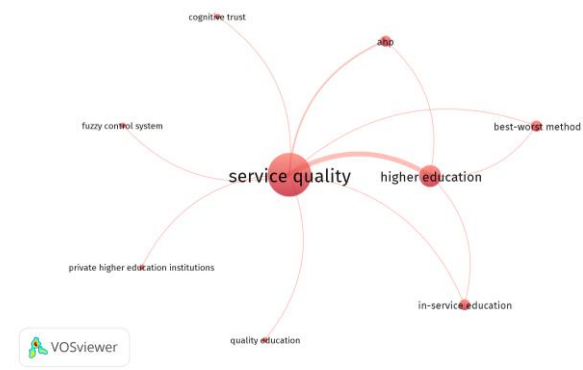 cognitive trust
ahp
fuzzy control system
best-worst method
service quality
higher education
private higher education institutions
in-service education
quality education
VOSviewer